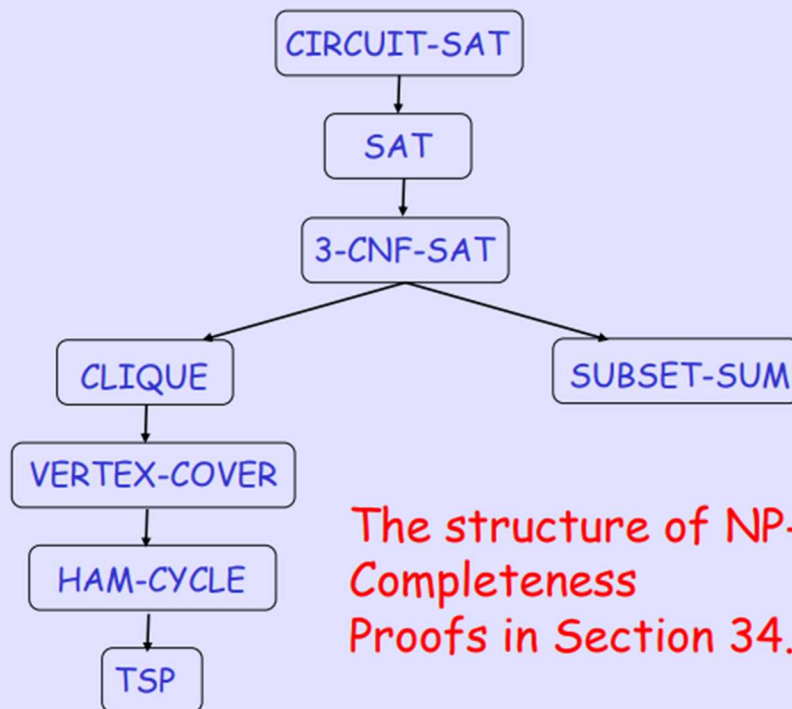 CIRCUIT-SAT
SAT
3-CNF-SAT
CLIQUE
SUBSET-SUM
VERTEX-COVER
HAM-CYCLE
TSP
The structure of NP-
Completeness
Proofs in Section 34.